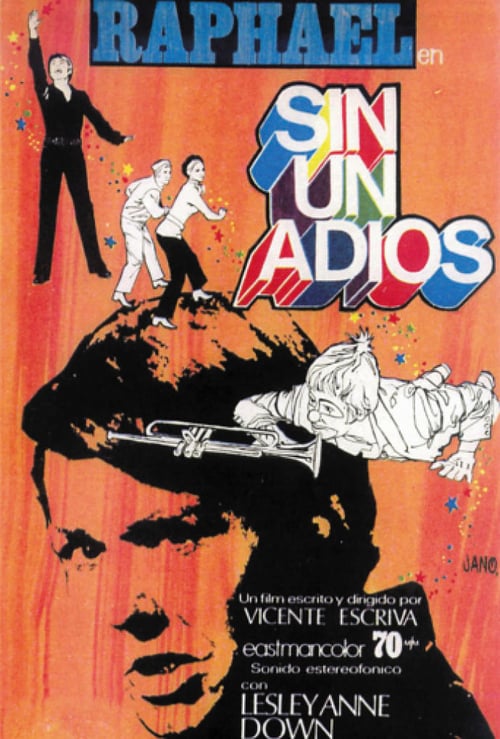 RAPHAEL
en
SIN
UN
ADIOS
JANO.
Un film escrito y dirigido por
VICENTE ESCRIVA
eastmancolor 70
Sonido estereofonico
con
LESLEY ANNE
DOWN